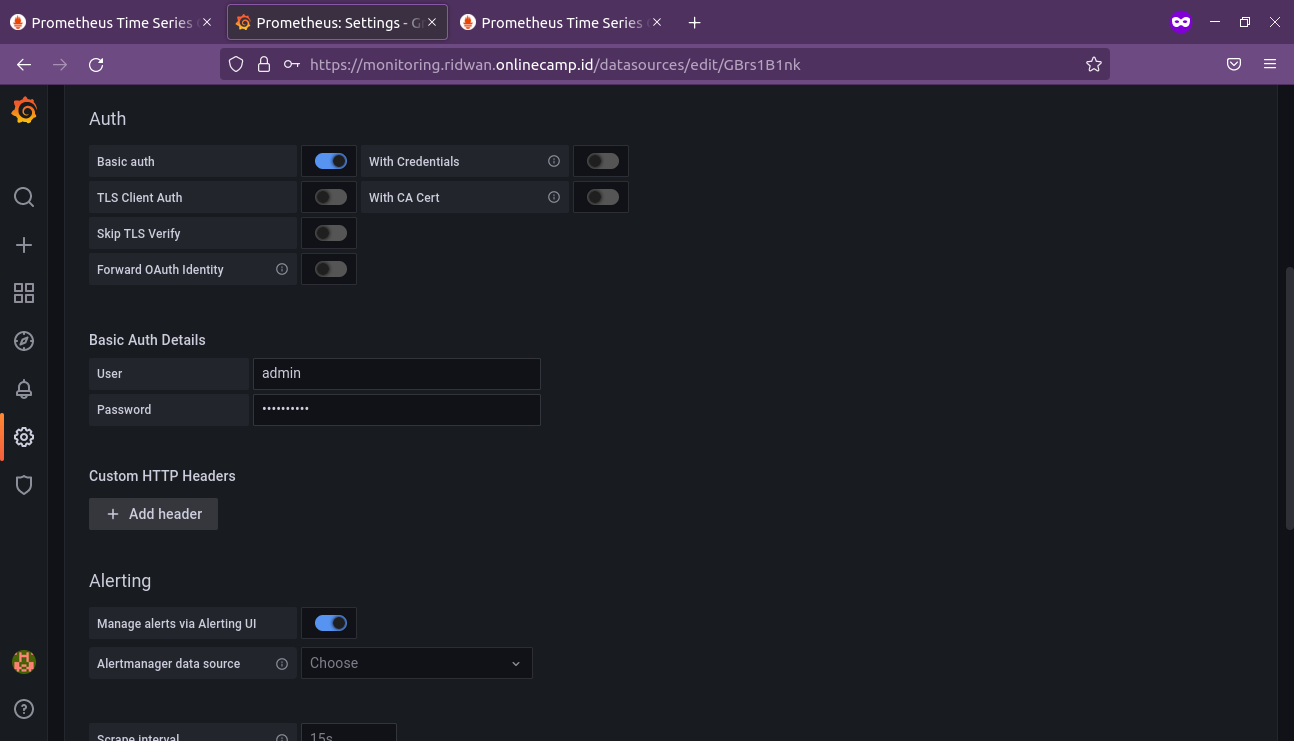 Prometheus Time Series
Prometheus: Settings - G
Prometheus Time Series
https://monitoring.ridwan.onlinecamp.id/datasources/edit/GBrs1B1nk
Auth
Basic auth
With Credentials
TLS Client Auth
With CA Cert
Skip TLS Verify
Forward OAuth Identity
Basic Auth Details
User
admin
Password
••••••••••
Custom HTTP Headers
+ Add header
Alerting
Manage alerts via Alerting UI
Alertmanager data source
Choose
Scrape interval
15s